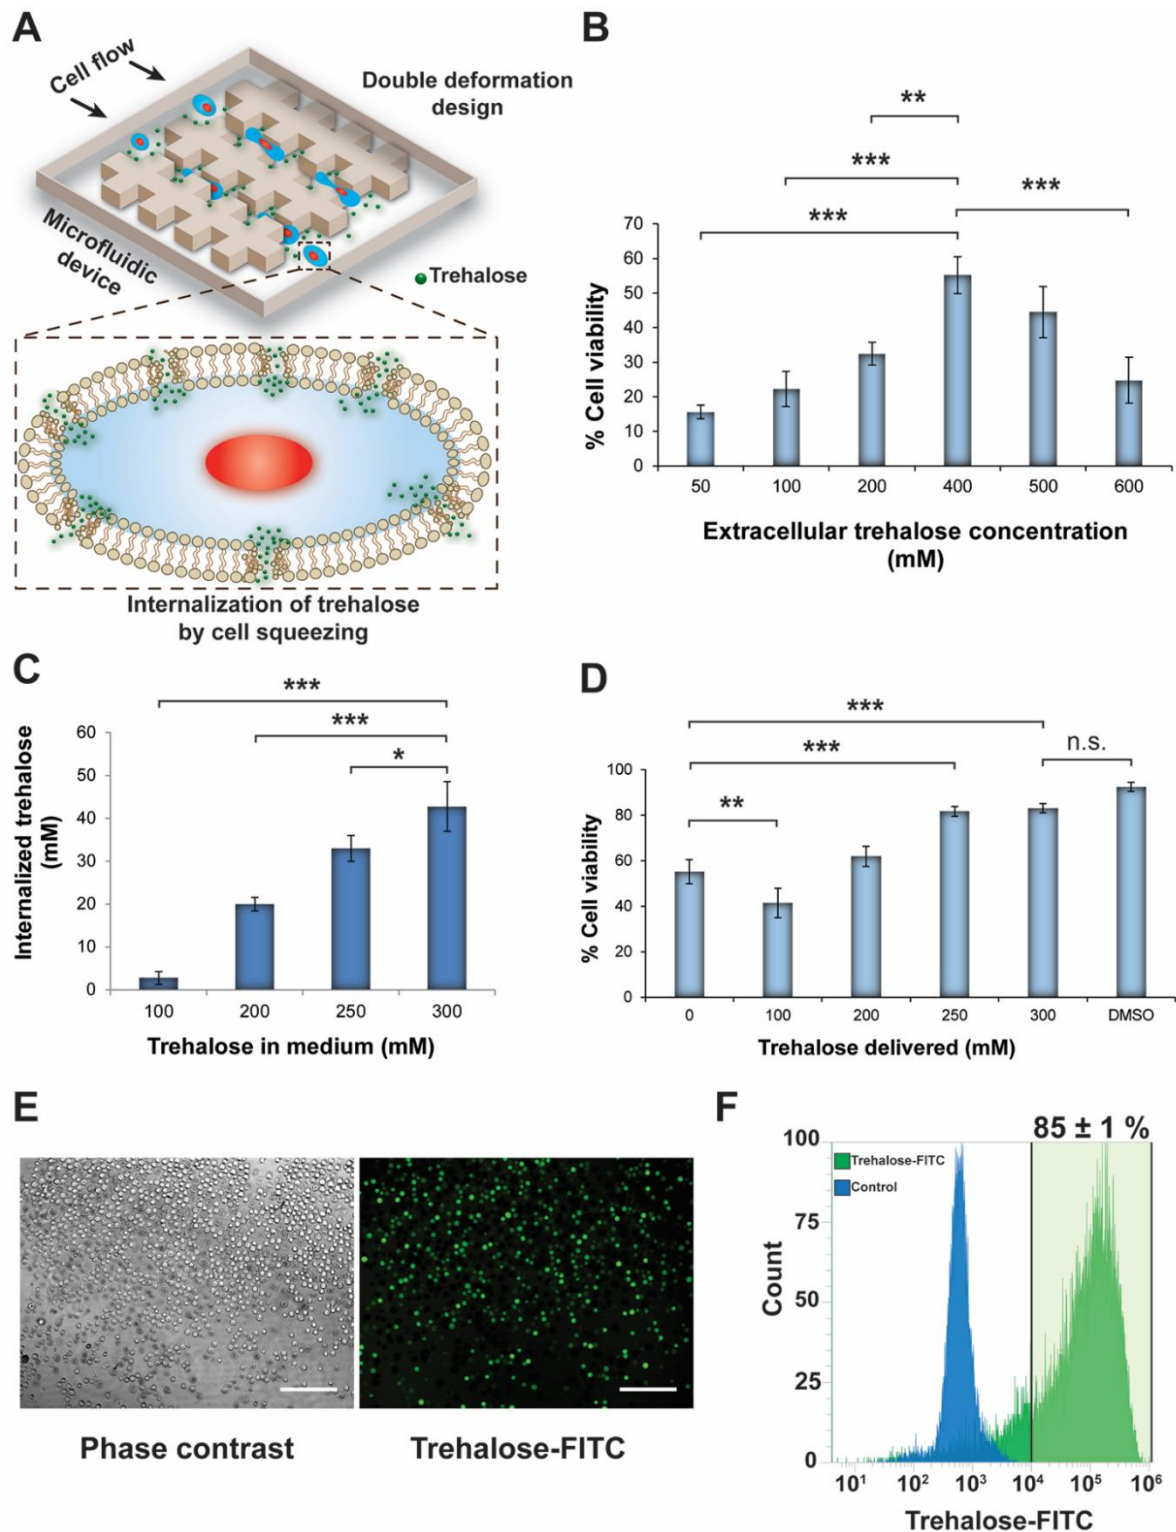 A
Cell flow
Double deformation
design
Microfluidic
device
Trehalose
Internalization of trehalose
by cell squeezing
B
**
***
***
***
% Cell viability
70
60
50
40
30
20
10
0
50 100 200 400 500 600
Extracellular trehalose concentration
(mM)
C
***
***
*
Internalized trehalose
(mM)
60
50
40
30
20
10
0
100 200 250 300
Trehalose in medium (mM)
D
***
***
n.s.
**
% Cell viability
100
80
60
40
20
0
0 100 200 250 300 DMSO
Trehalose delivered (mM)
E
Phase contrast
Trehalose-FITC
F
85 ± 1 %
Trehalose-FITC
Control
Count
100
75
50
25
0
10¹ 10² 10³ 10⁴ 10⁵ 10⁶
Trehalose-FITC